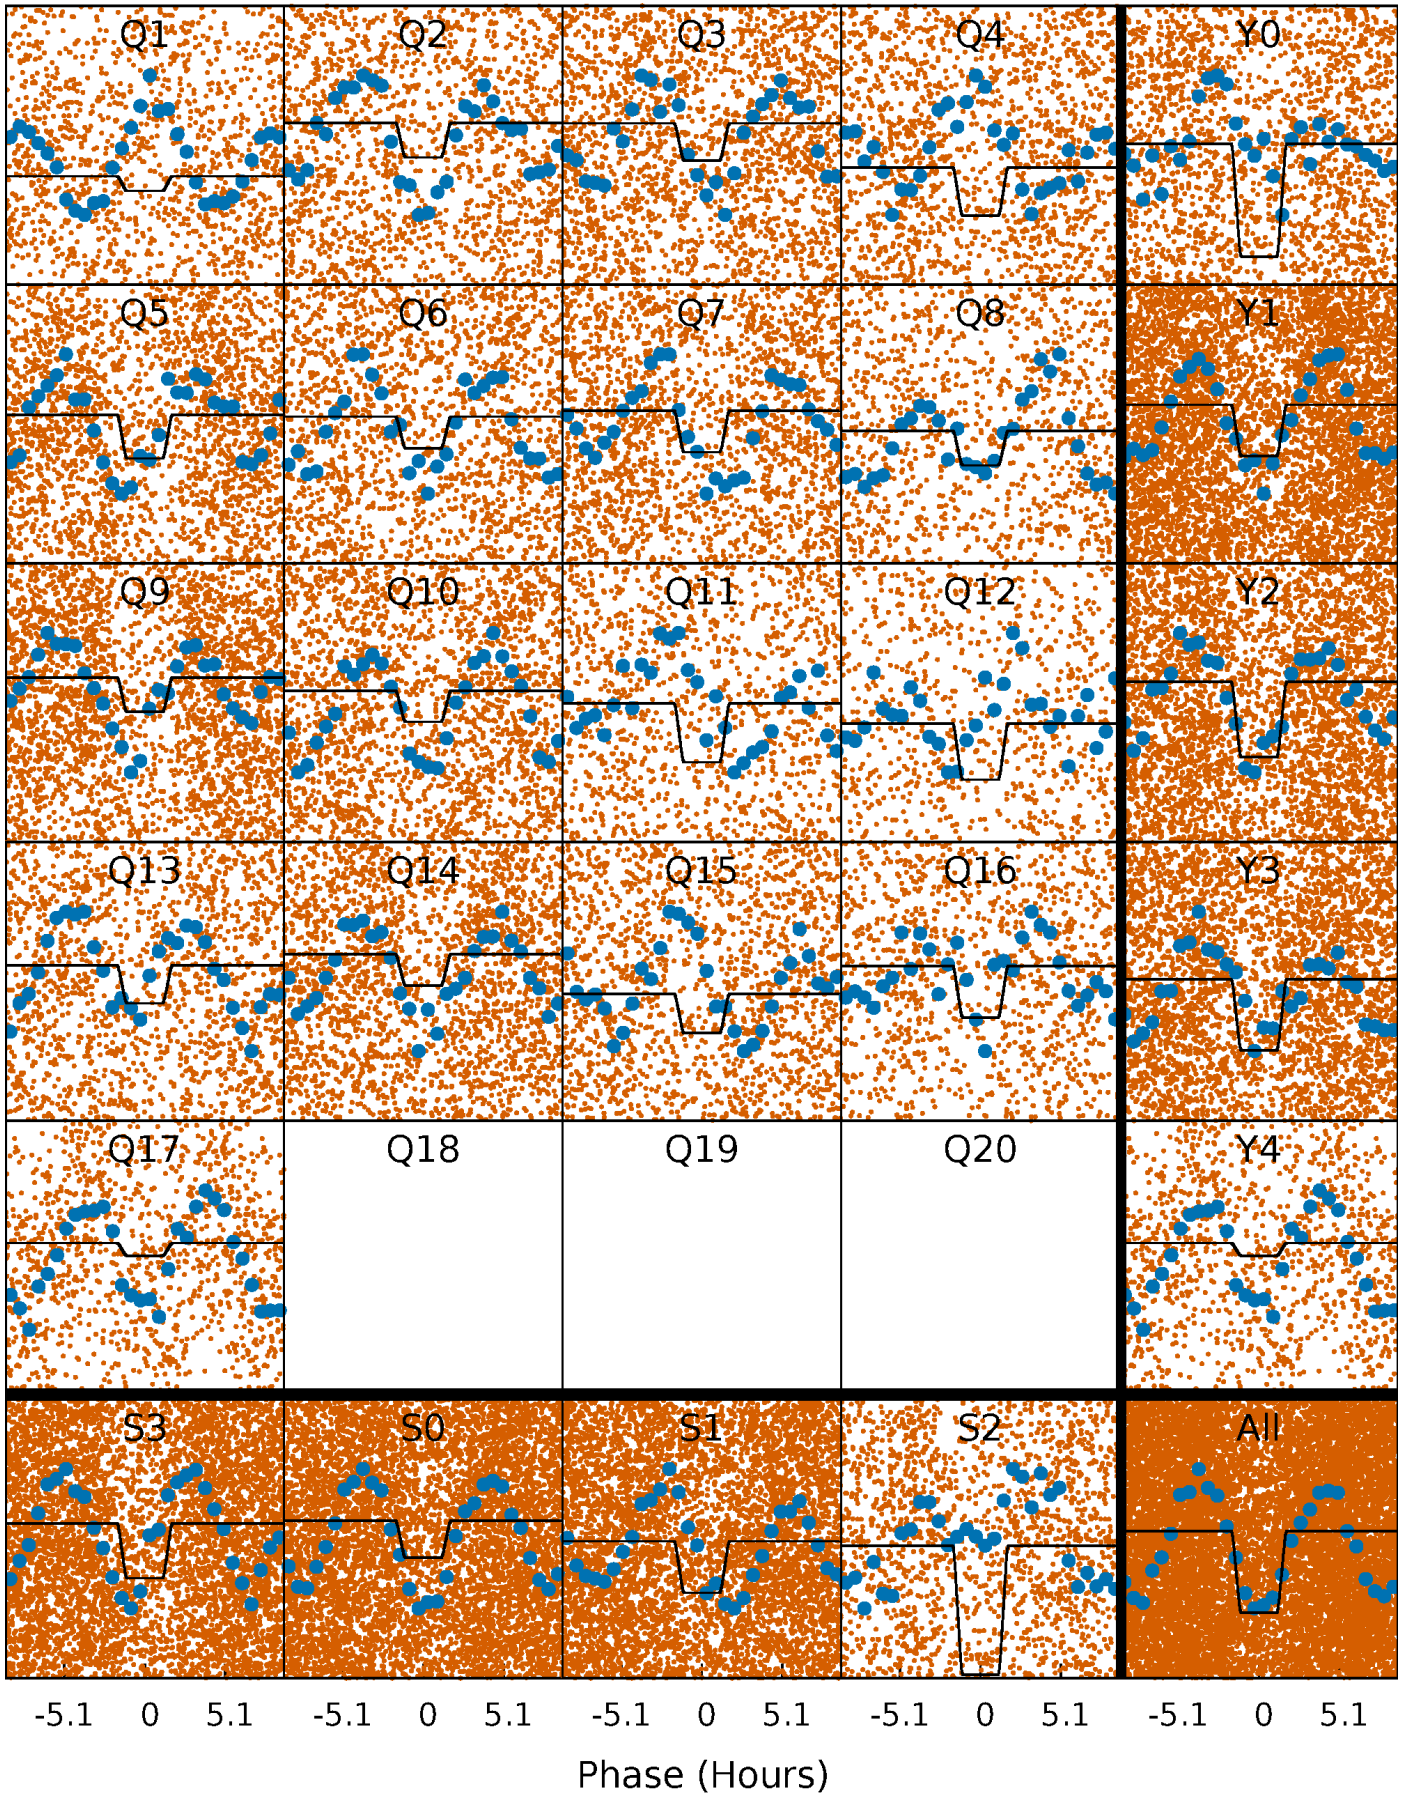 Q1 Q2 Q3 Q4 Y0
Q5 Q6 Q7 Q8 Y1
Q9 Q10 Q11 Q12 Y2
Q13 Q14 Q15 Q16 Y3
Q17 Q18 Q19 Q20 Y4
S3 S0 S1 S2 All
-5.1 0 5.1 -5.1 0 5.1 -5.1 0 5.1 -5.1 0 5.1 -5.1 0 5.1
Phase (Hours)